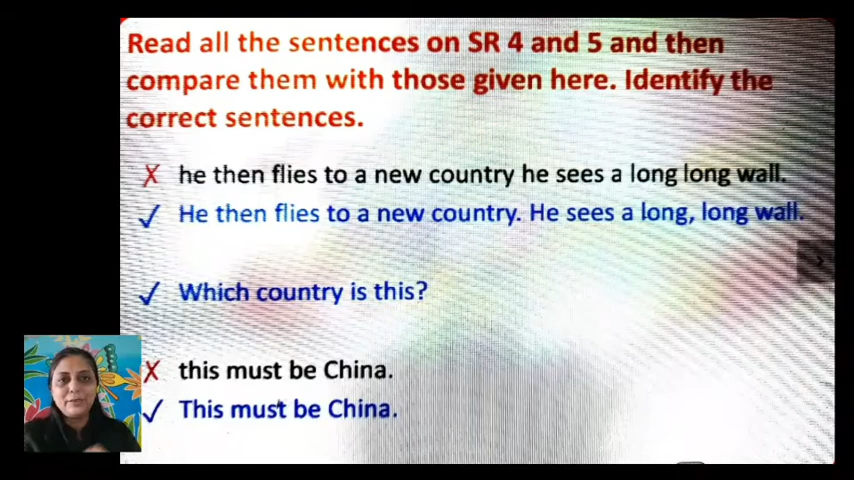 Read all the sentences on SR 4 and 5 and then
compare them with those given here. Identify the
correct sentences.
✗ he then flies to a new country he sees a long long wall.
✓ He then flies to a new country. He sees a long, long wall.
✓ Which country is this?
✗ this must be China.
✓ This must be China.